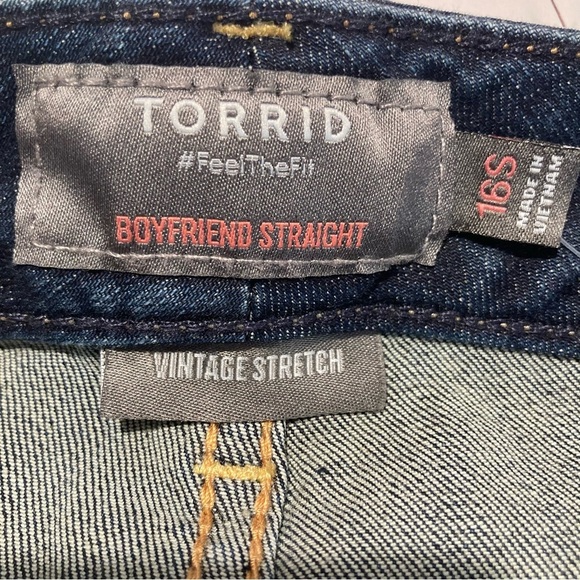 TORRID
#FeelTheFit
BOYFRIEND STRAIGHT
16S
MADE IN
VIETNAM
VINTAGE STRETCH